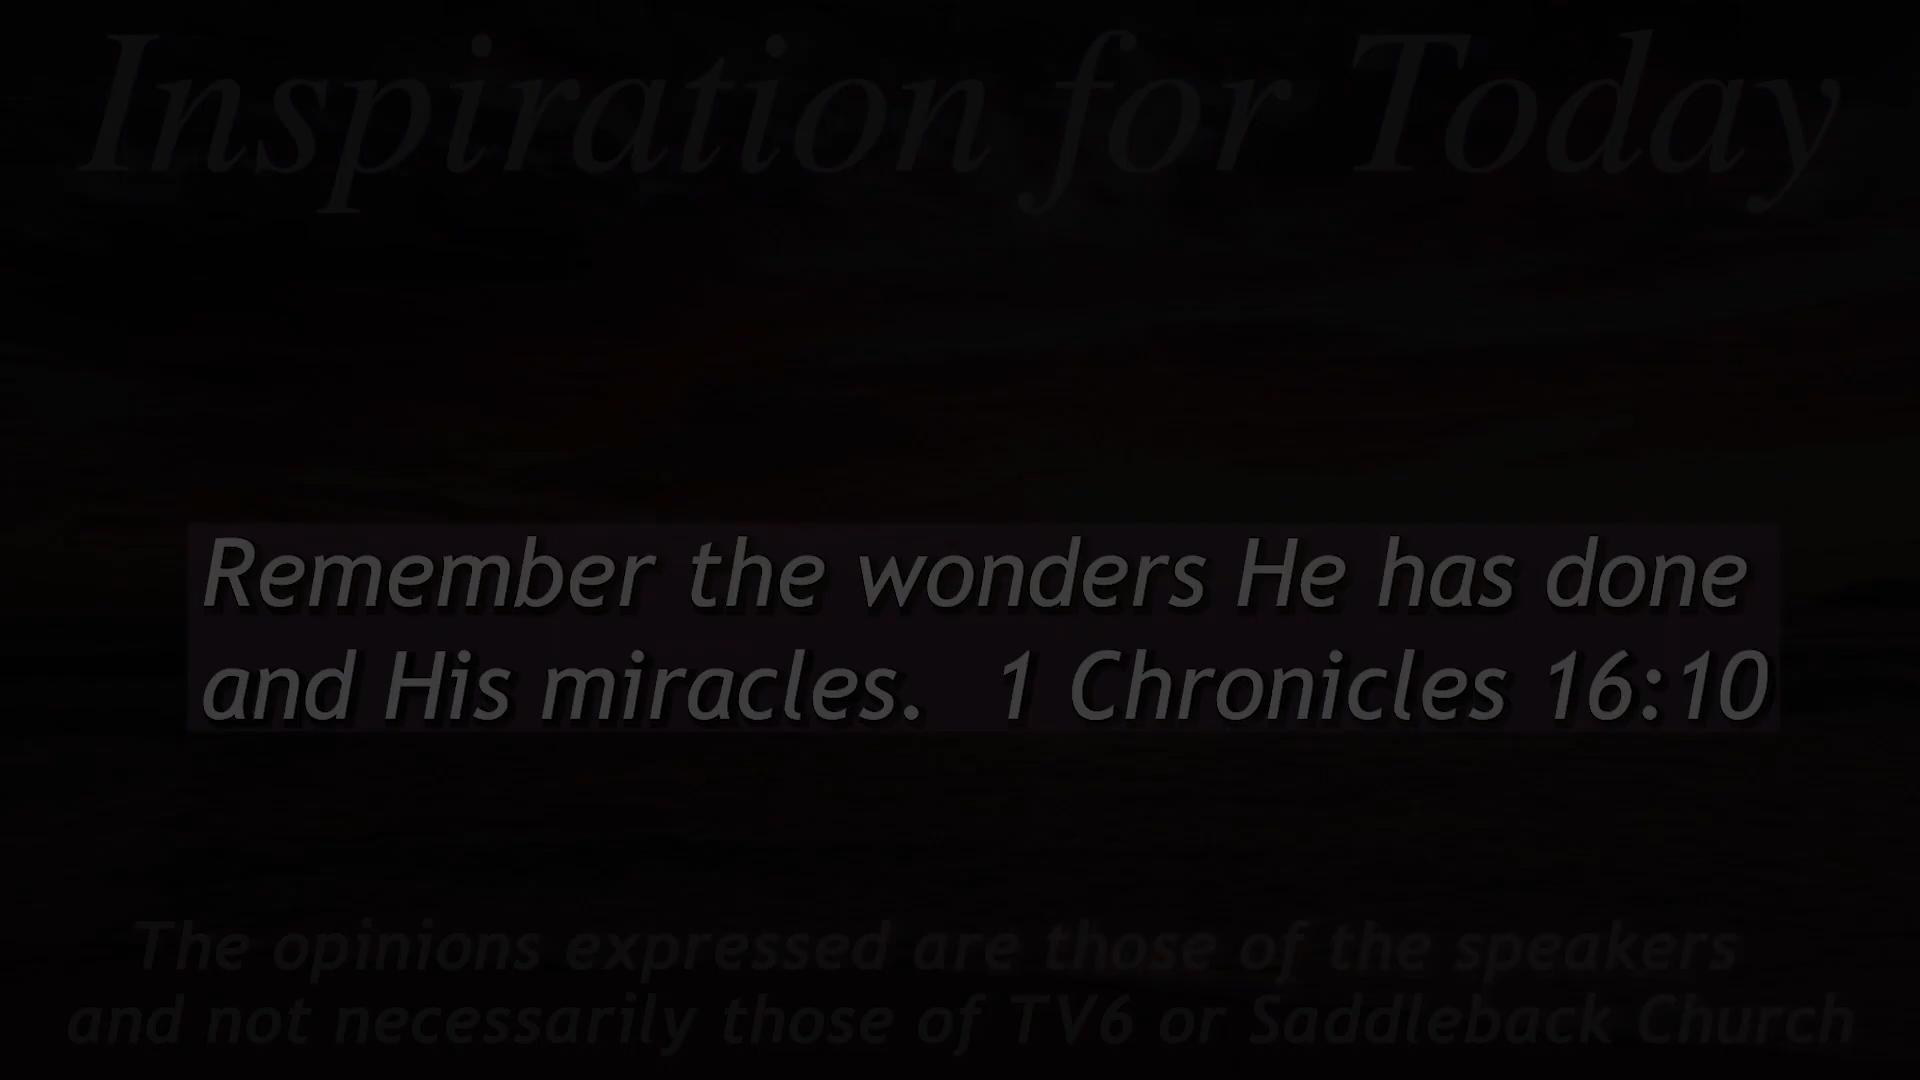 Inspiration for Today
Remember the wonders He has done
and His miracles.  1 Chronicles 16:10
The opinions expressed are those of the speakers
and not necessarily those of TV6 or Saddleback Church